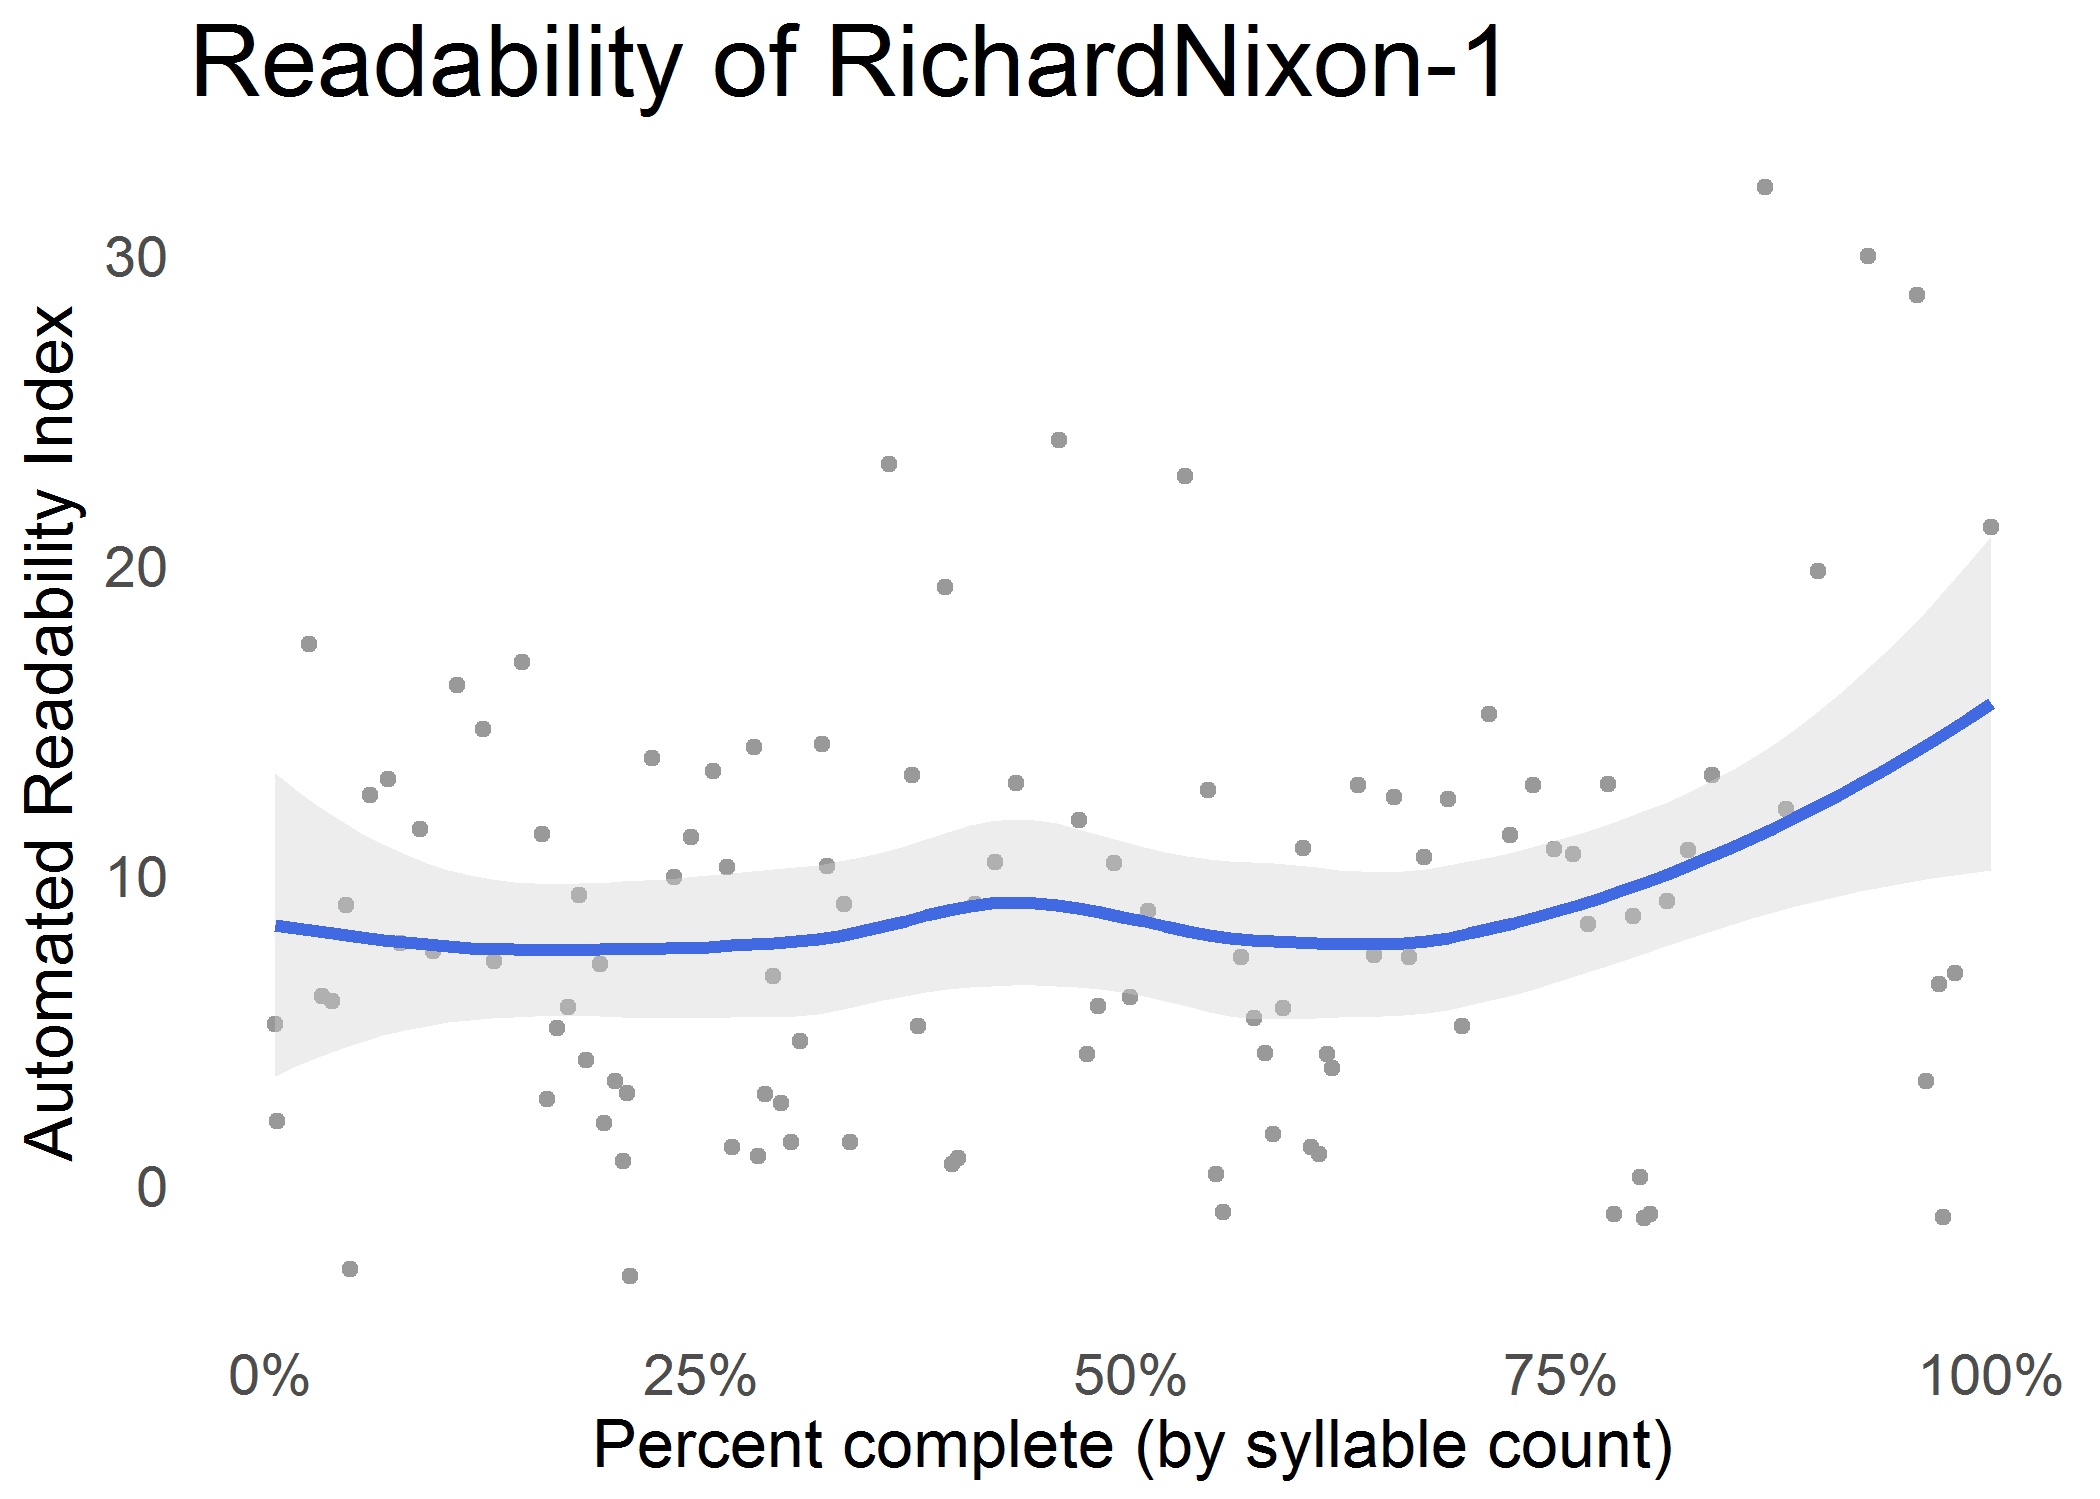 Readability of RichardNixon-1
Automated Readability Index
30
20
10
0
0% 25% 50% 75% 100%
Percent complete (by syllable count)